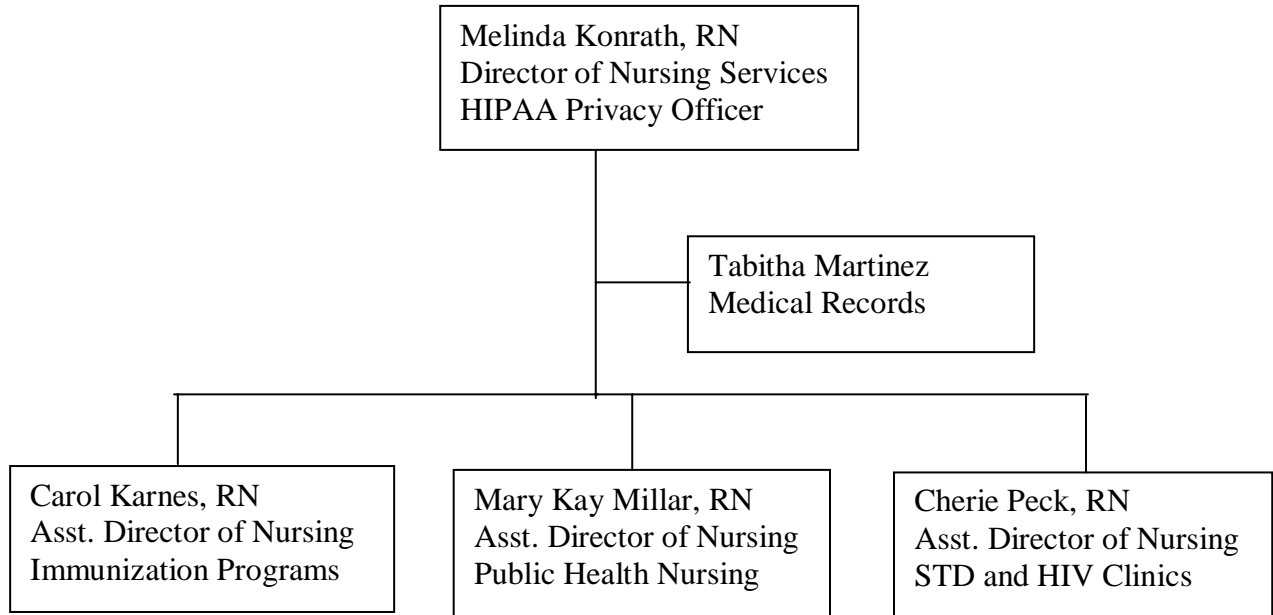 Melinda Konrath, RN
Director of Nursing Services
HIPAA Privacy Officer
Tabitha Martinez
Medical Records
Carol Karnes, RN
Asst. Director of Nursing
Immunization Programs
Mary Kay Millar, RN
Asst. Director of Nursing
Public Health Nursing
Cherie Peck, RN
Asst. Director of Nursing
STD and HIV Clinics